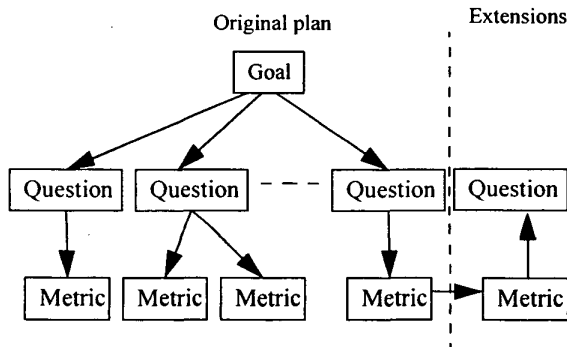 Original plan
Extensions
Goal
Question
Question
Question
Question
Metric
Metric
Metric
Metric
Metric